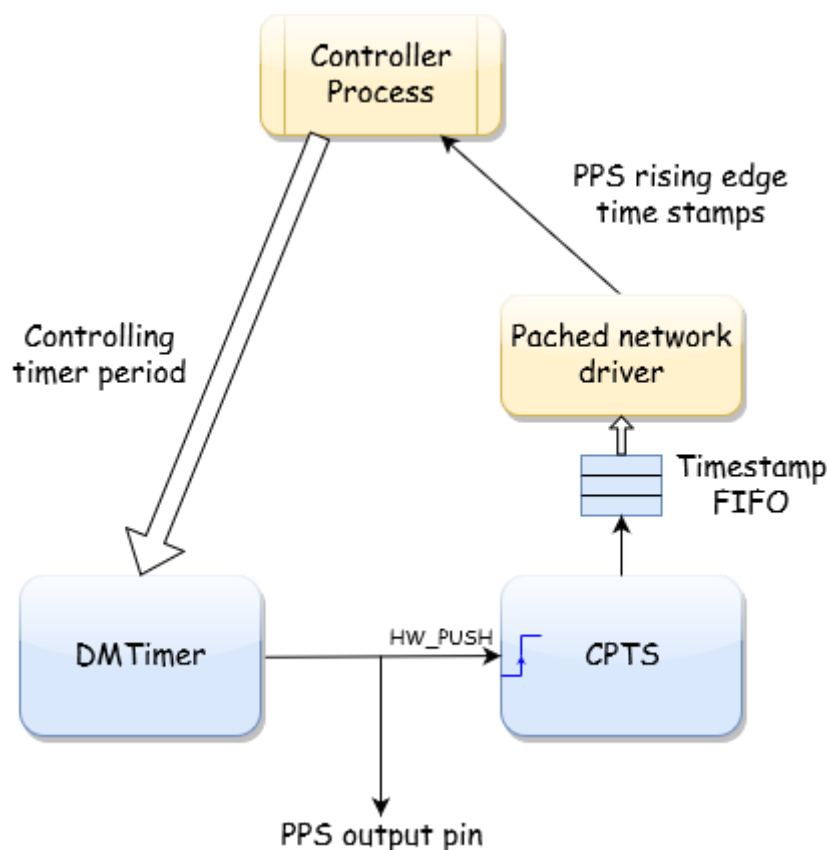 Controller
Process
PPS rising edge
time stamps
Controlling
timer period
Pached network
driver
Timestamp
FIFO
DMTimer
HW_PUSH
CPTS
PPS output pin